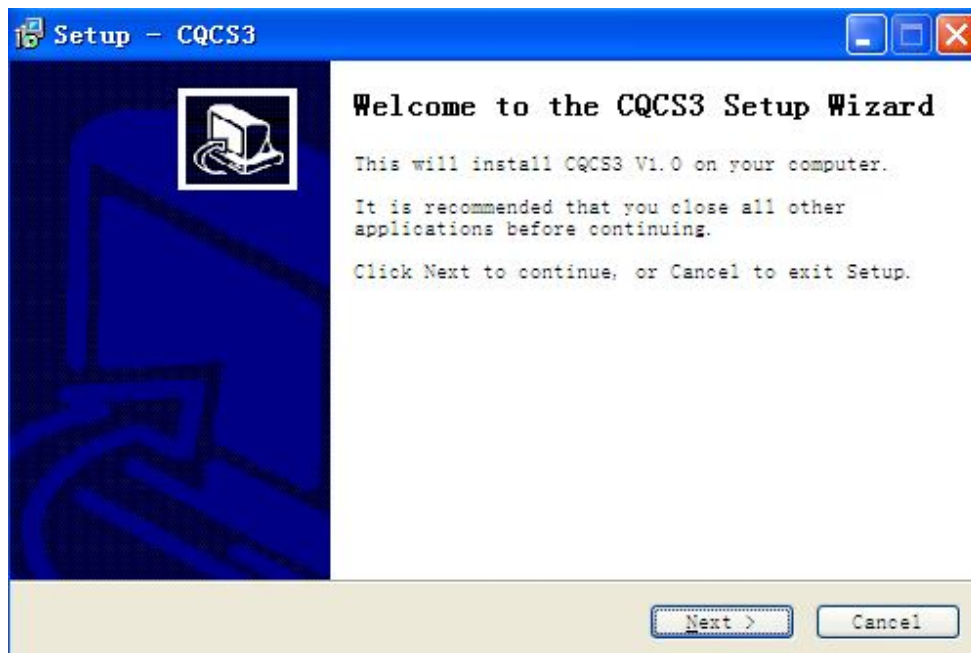 Setup - CQCS3
Welcome to the CQCS3 Setup Wizard
This will install CQCS3 V1.0 on your computer.
It is recommended that you close all other
applications before continuing.
Click Next to continue, or Cancel to exit Setup.
Next >
Cancel